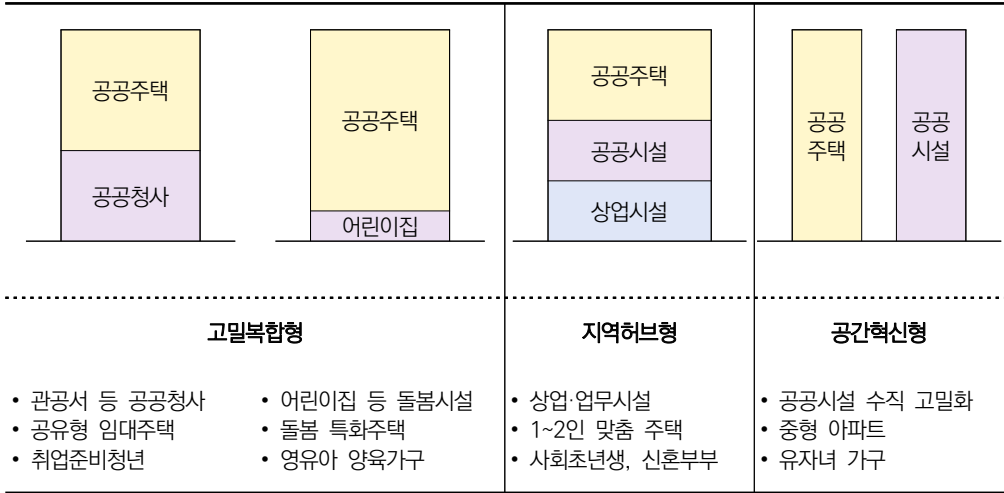 공공주택
공공청사
공공주택
어린이집
공공주택
공공시설
상업시설
공공
주택
공공
시설
고밀복합형
지역허브형
공간혁신형
• 관공서 등 공공청사
• 공유형 임대주택
• 취업준비청년
• 어린이집 등 돌봄시설
• 돌봄 특화주택
• 영유아 양육가구
• 상업·업무시설
• 1~2인 맞춤 주택
• 사회초년생, 신혼부부
• 공공시설 수직 고밀화
• 중형 아파트
• 유자녀 가구